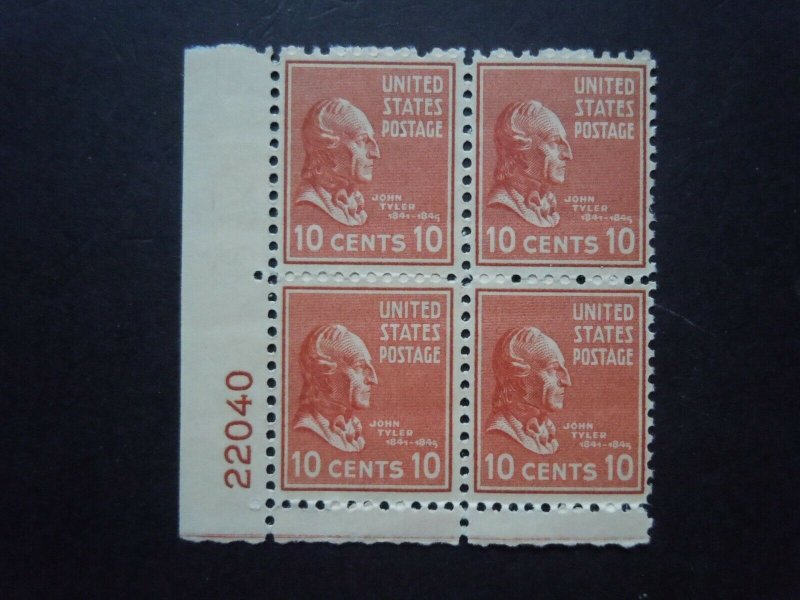 UNITED
STATES
POSTAGE
JOHN
TYLER
1841-1845
10 CENTS 10
UNITED
STATES
POSTAGE
JOHN
TYLER
1841-1845
10 CENTS 10
UNITED
STATES
POSTAGE
JOHN
TYLER
1841-1845
10 CENTS 10
UNITED
STATES
POSTAGE
JOHN
TYLER
1841-1845
10 CENTS 10
22040